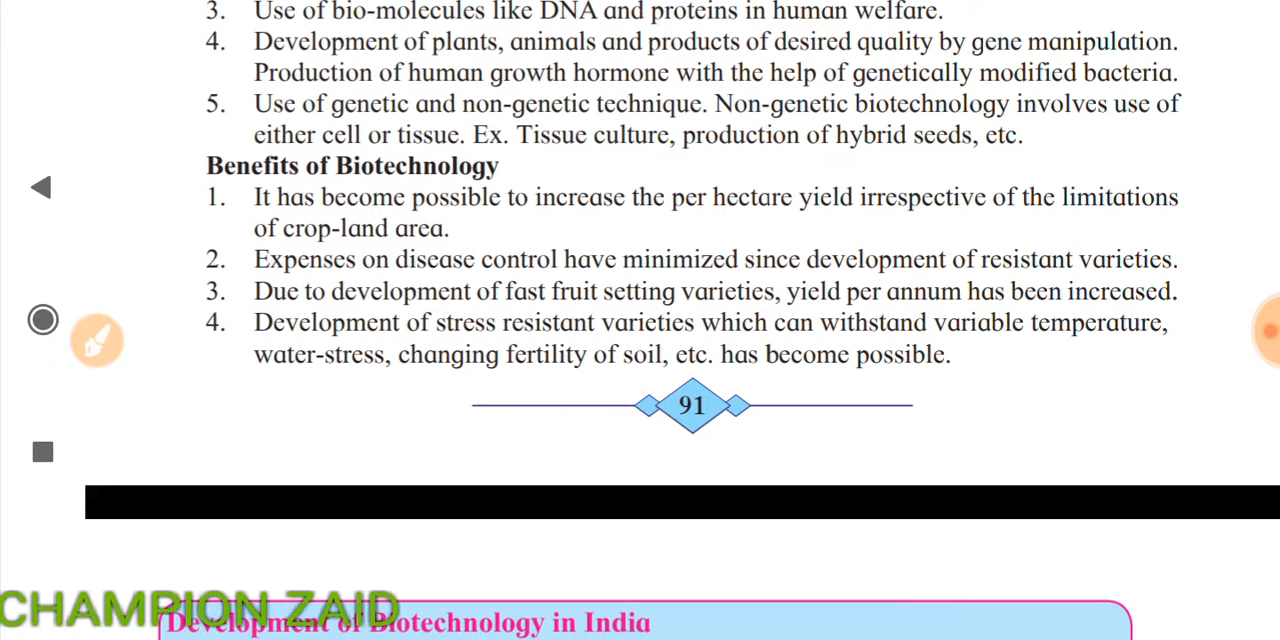 3. Use of bio-molecules like DNA and proteins in human welfare.
4. Development of plants, animals and products of desired quality by gene manipulation.
Production of human growth hormone with the help of genetically modified bacteria.
5. Use of genetic and non-genetic technique. Non-genetic biotechnology involves use of
either cell or tissue. Ex. Tissue culture, production of hybrid seeds, etc.
Benefits of Biotechnology
1. It has become possible to increase the per hectare yield irrespective of the limitations
of crop-land area.
2. Expenses on disease control have minimized since development of resistant varieties.
3. Due to development of fast fruit setting varieties, yield per annum has been increased.
4. Development of stress resistant varieties which can withstand variable temperature,
water-stress, changing fertility of soil, etc. has become possible.
91
CHAMPION ZAID
Development of Biotechnology in India